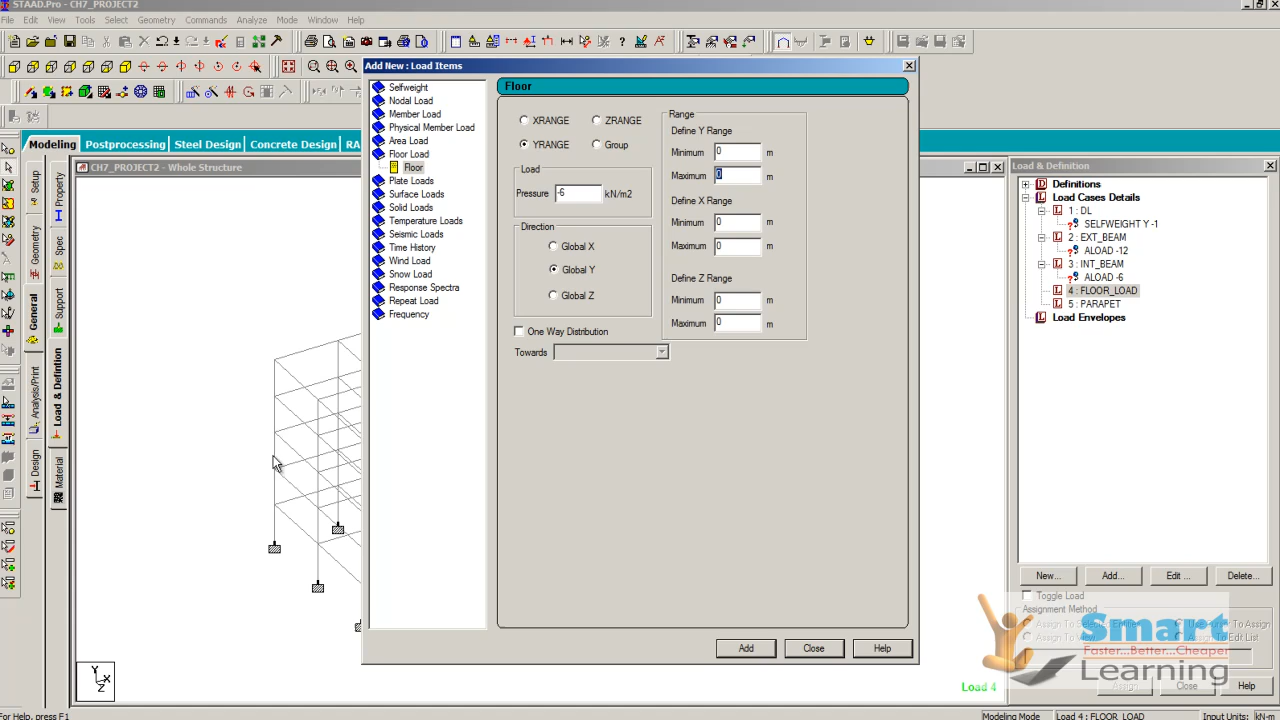 STAAD.Pro - CH7_PROJECT2
File Edit View Tools Select Geometry Commands Analyze Mode Window Help
Modeling Postprocessing Steel Design Concrete Design RA
CH7_PROJECT2 - Whole Structure
Setup
Geometry
General
Analysis/Print
Design
Property
Spec
Support
Load & Definition
Material
Add New : Load Items
Selfweight
Nodal Load
Member Load
Physical Member Load
Area Load
Floor Load
Floor
Plate Loads
Surface Loads
Solid Loads
Temperature Loads
Seismic Loads
Time History
Wind Load
Snow Load
Response Spectra
Repeat Load
Frequency
Floor
XRANGE ZRANGE
YRANGE Group
Load
Pressure -6 kN/m2
Direction
Global X
Global Y
Global Z
One Way Distribution
Towards
Range
Define Y Range
Minimum 0 m
Maximum 0 m
Define X Range
Minimum 0 m
Maximum 0 m
Define Z Range
Minimum 0 m
Maximum 0 m
Add Close Help
Load & Definition
Definitions
Load Cases Details
1 : DL
SELFWEIGHT Y -1
2 : EXT_BEAM
ALOAD -12
3 : INT_BEAM
ALOAD -6
4 : FLOOR_LOAD
5 : PARAPET
Load Envelopes
New... Add... Edit ... Delete...
Toggle Load
Assignment Method
Assign To Edit List
Smart
Faster...Better...Cheaper
Learning
Assign Close Help
Y
X
Z
Load 4
For Help, press F1
Modeling Mode Load 4 : FLOOR_LOAD Input Units: kN-m